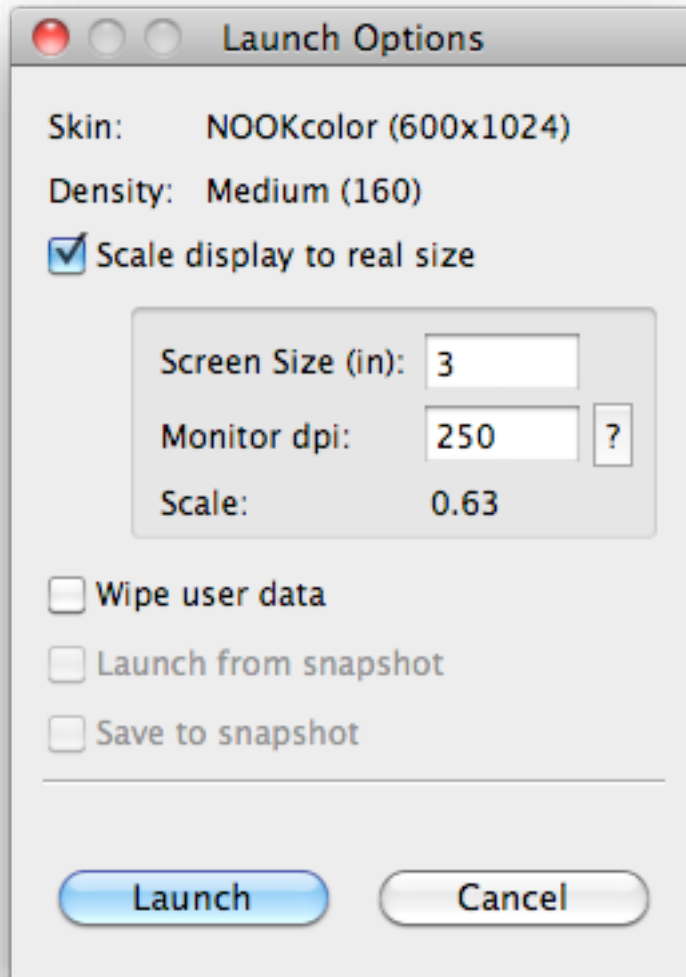 Launch Options
Skin: NOOKcolor (600x1024)
Density: Medium (160)
Scale display to real size
Screen Size (in): 3
Monitor dpi: 250 ?
Scale: 0.63
Wipe user data
Launch from snapshot
Save to snapshot
Launch Cancel